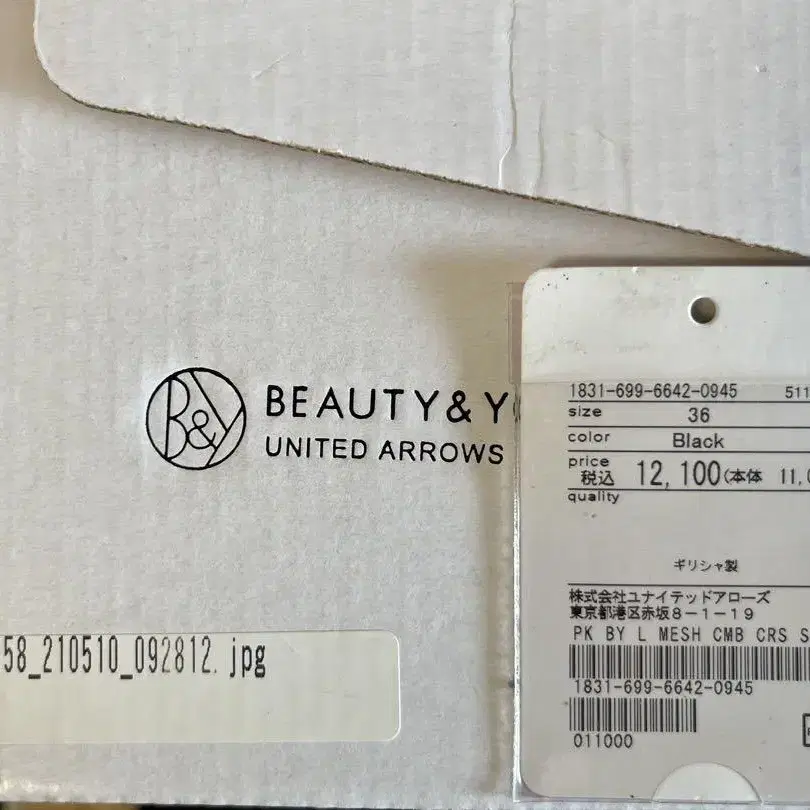 B&Y
BEAUTY&Y
UNITED ARROWS
1831-699-6642-0945 511
size 36
color Black
price
税込 12,100(本体 11,0
quality
ギリシャ製
株式会社ユナイテッドアローズ
東京都港区赤坂8-1-19
PK BY L MESH CMB CRS S
1831-699-6642-0945
011000
58_210510_092812.jpg